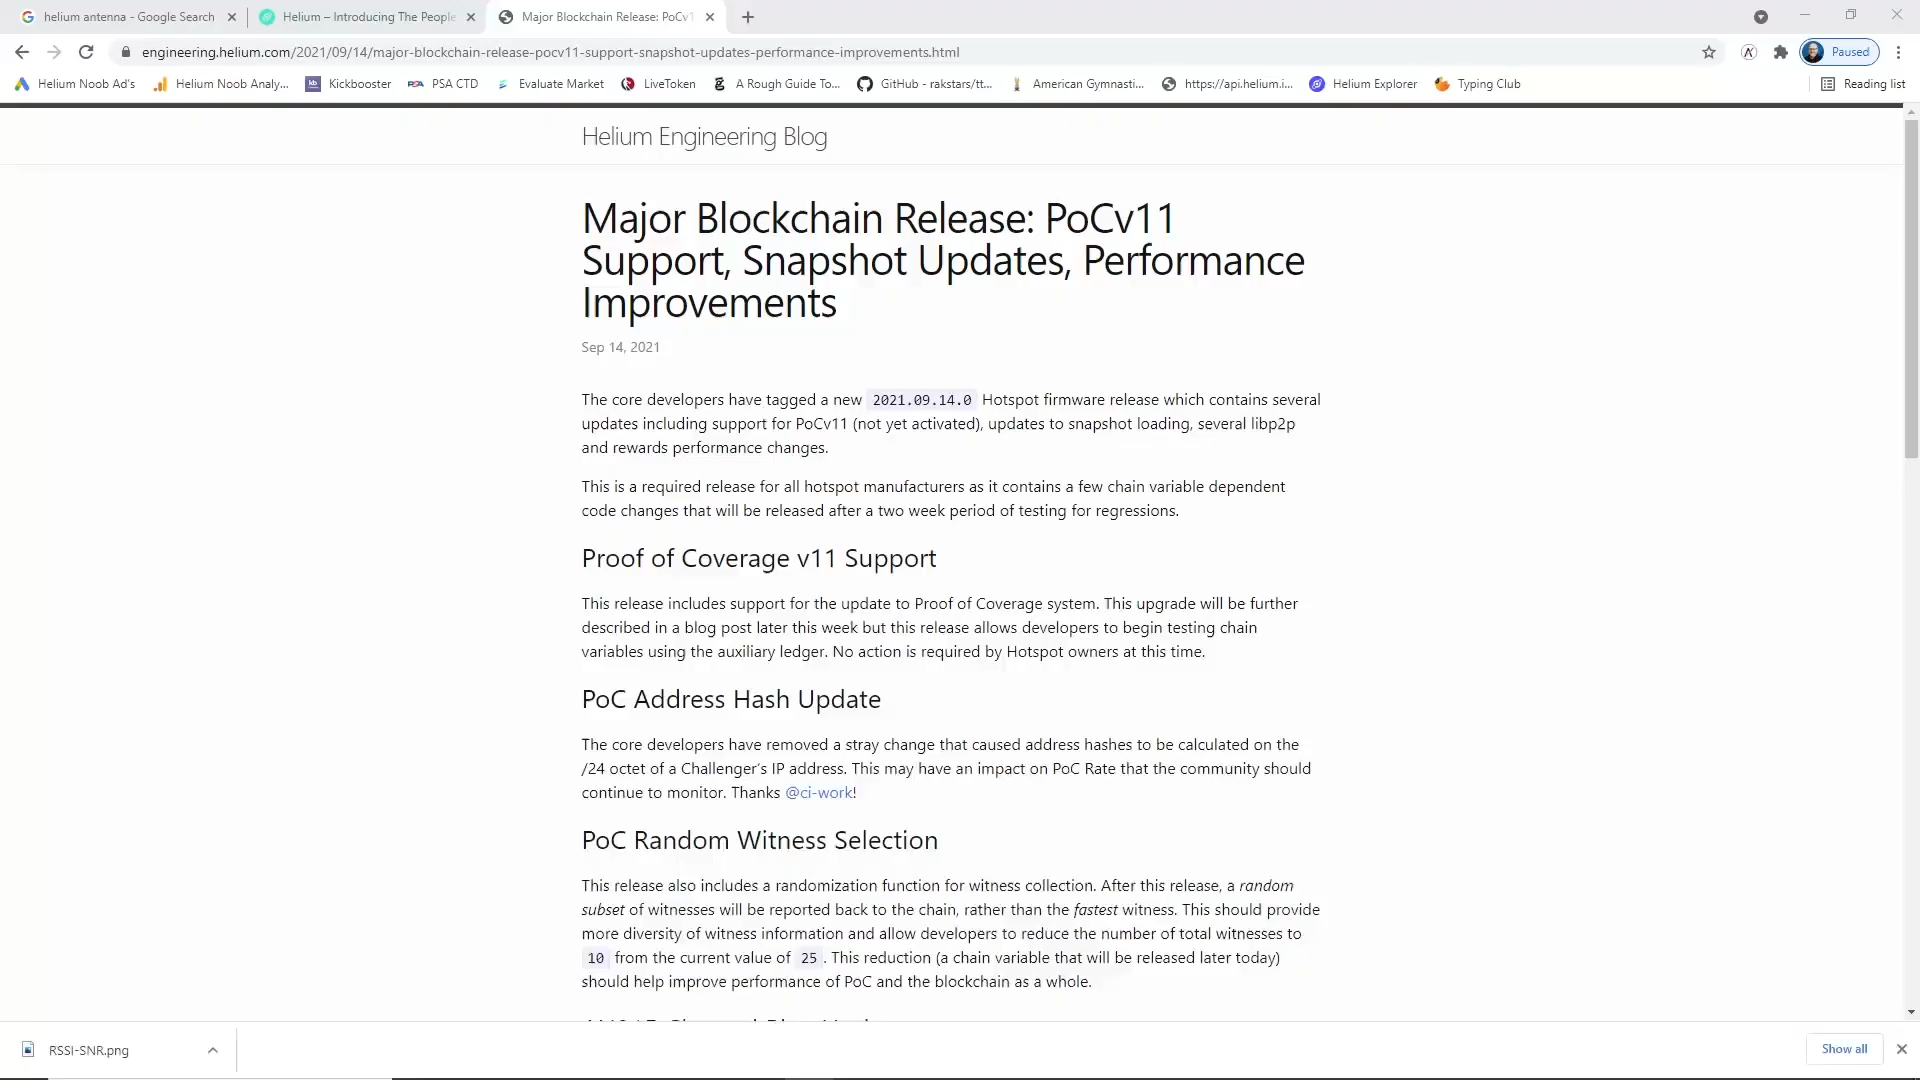 helium antenna - Google Search
Helium – Introducing The People
Major Blockchain Release: PoCv1
engineering.helium.com/2021/09/14/major-blockchain-release-pocv11-support-snapshot-updates-performance-improvements.html
Paused
Helium Noob Ad's
Helium Noob Analy...
Kickbooster
PSA CTD
Evaluate Market
LiveToken
A Rough Guide To...
GitHub - rakstars/tt...
American Gymnasti...
https://api.helium.i...
Helium Explorer
Typing Club
Reading list
Helium Engineering Blog
Major Blockchain Release: PoCv11
Support, Snapshot Updates, Performance
Improvements
Sep 14, 2021
The core developers have tagged a new 2021.09.14.0 Hotspot firmware release which contains several
updates including support for PoCv11 (not yet activated), updates to snapshot loading, several libp2p
and rewards performance changes.
This is a required release for all hotspot manufacturers as it contains a few chain variable dependent
code changes that will be released after a two week period of testing for regressions.
Proof of Coverage v11 Support
This release includes support for the update to Proof of Coverage system. This upgrade will be further
described in a blog post later this week but this release allows developers to begin testing chain
variables using the auxiliary ledger. No action is required by Hotspot owners at this time.
PoC Address Hash Update
The core developers have removed a stray change that caused address hashes to be calculated on the
/24 octet of a Challenger's IP address. This may have an impact on PoC Rate that the community should
continue to monitor. Thanks @ci-work!
PoC Random Witness Selection
This release also includes a randomization function for witness collection. After this release, a random
subset of witnesses will be reported back to the chain, rather than the fastest witness. This should provide
more diversity of witness information and allow developers to reduce the number of total witnesses to
10 from the current value of 25. This reduction (a chain variable that will be released later today)
should help improve performance of PoC and the blockchain as a whole.
RSSI-SNR.png
Show all